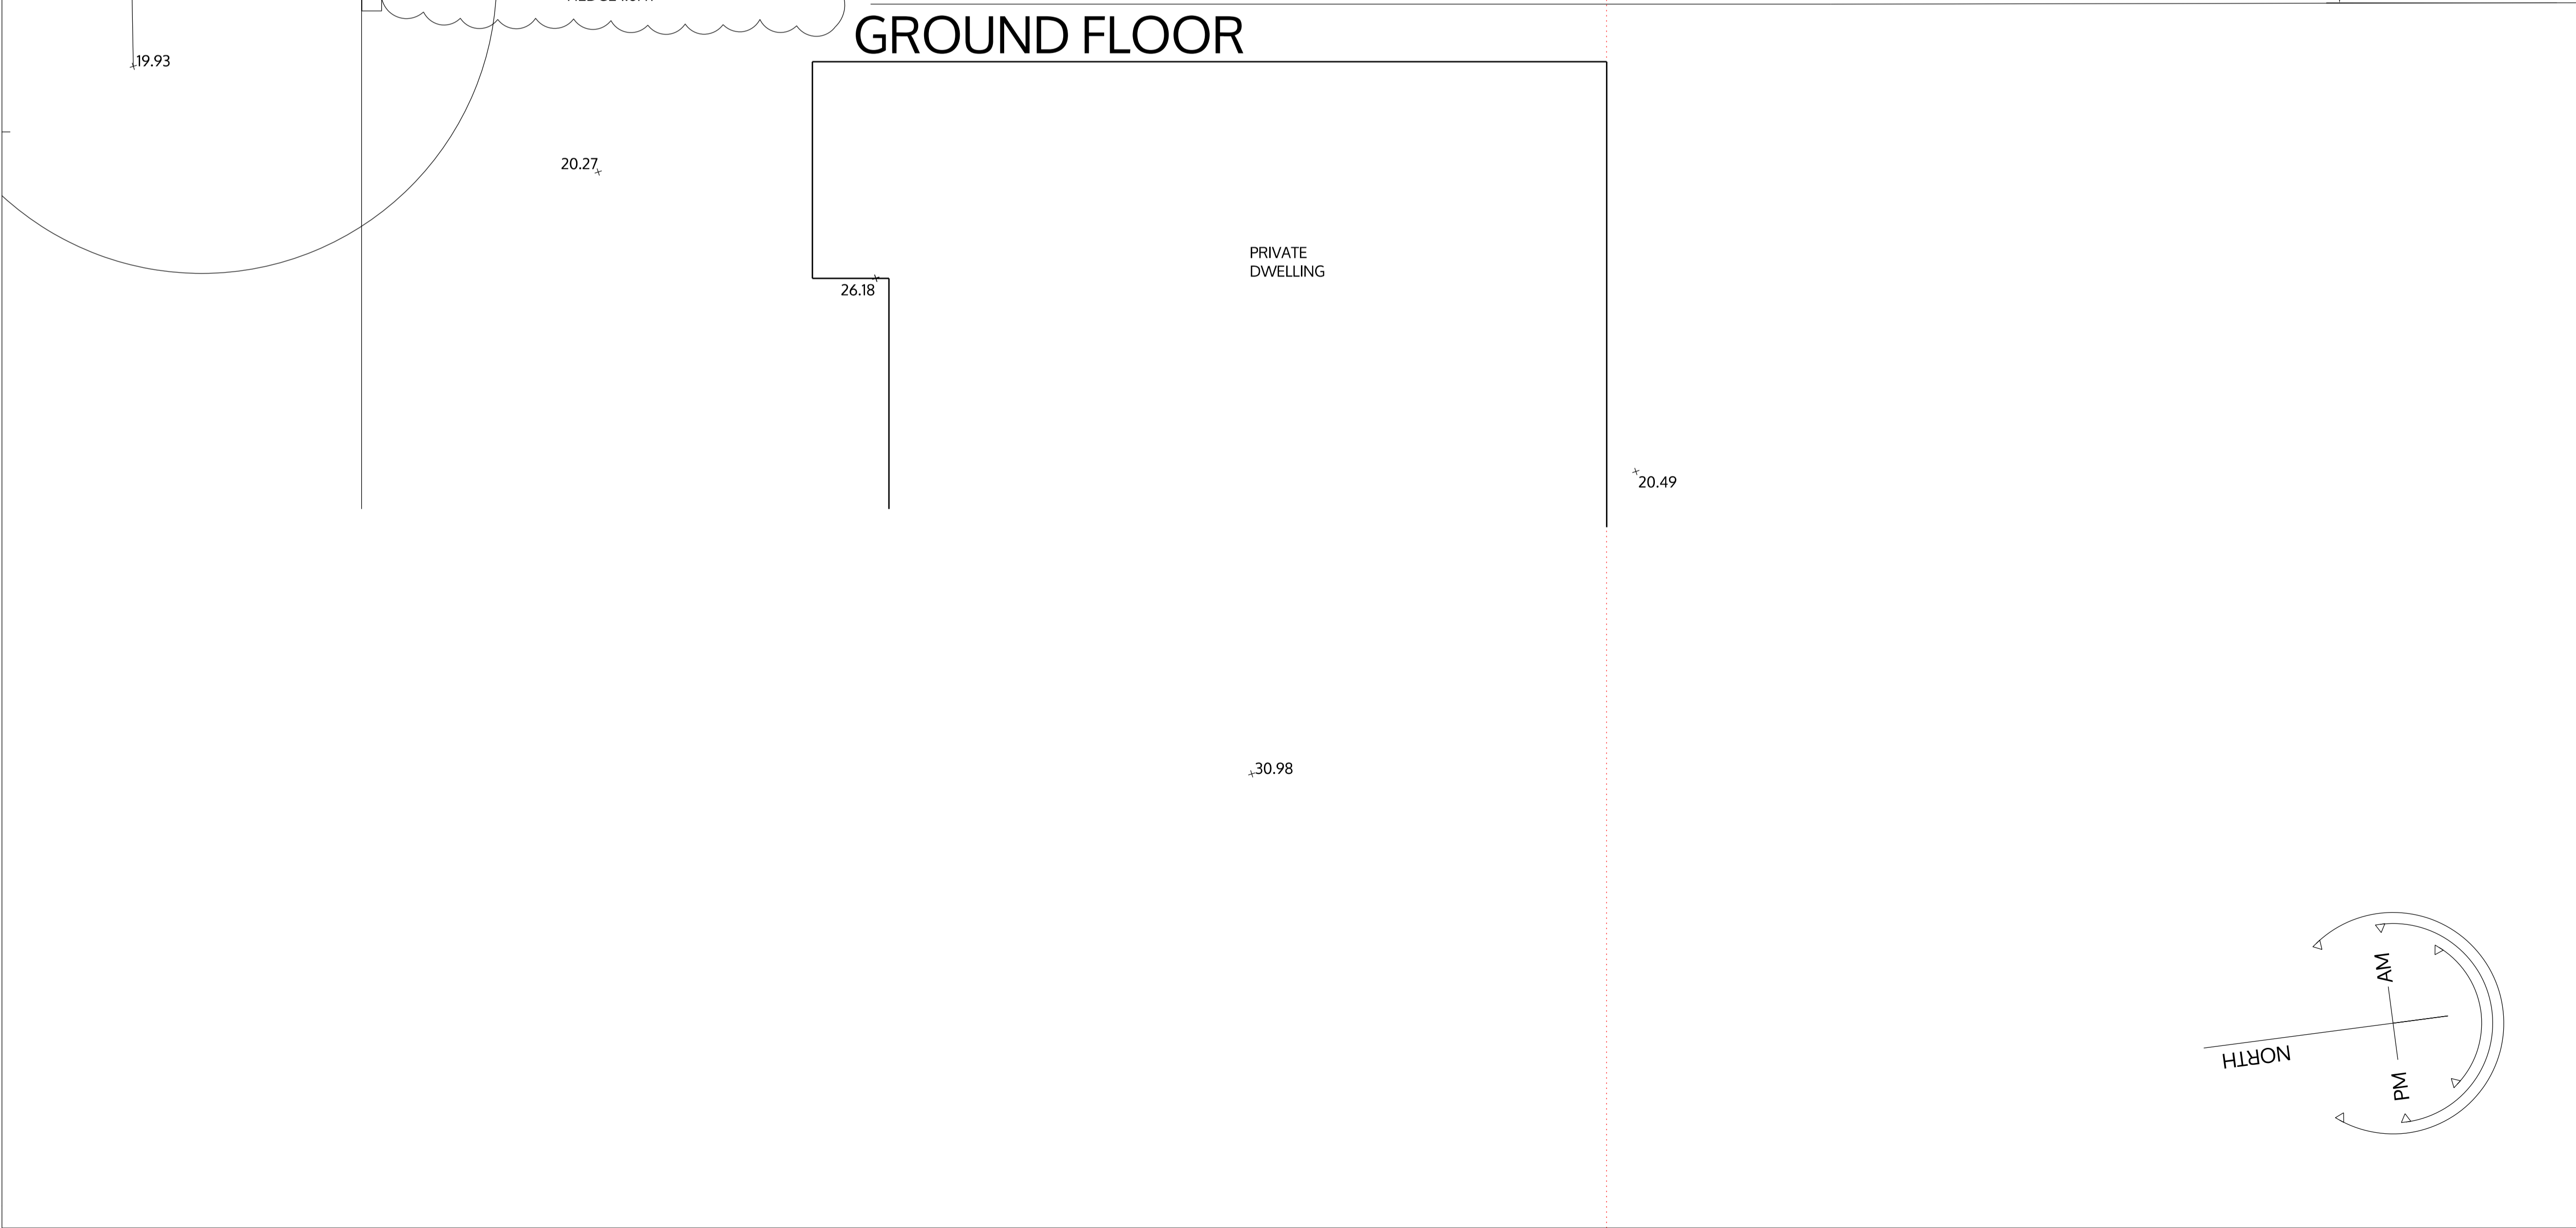 GROUND FLOOR
19.93
20.27
PRIVATE
DWELLING
26.18
20.49
30.98
AM
NORTH
PM